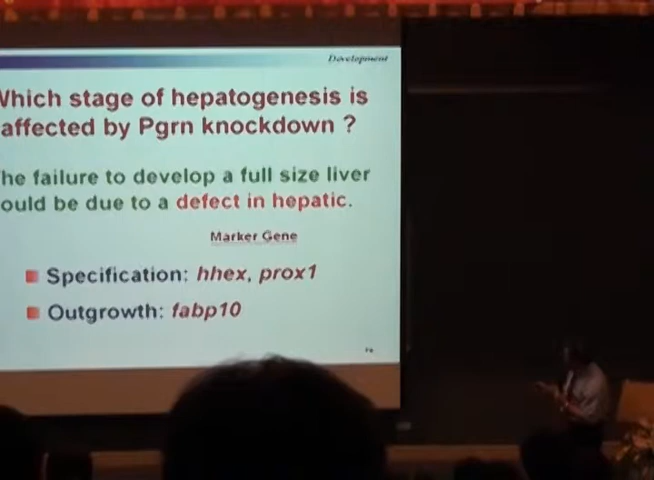 Development
Which stage of hepatogenesis is
affected by Pgrn knockdown ?
he failure to develop a full size liver
ould be due to a defect in hepatic.
Marker Gene
Specification: hhex, prox1
Outgrowth: fabp10